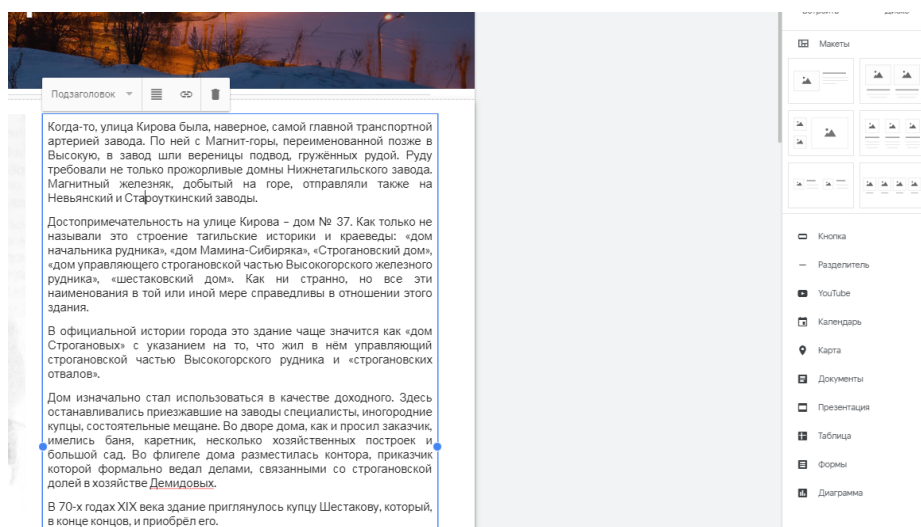 Макеты
Подзаголовок
Когда-то, улица Кирова была, наверное, самой главной транспортной
артерией завода. По ней с Магнит-горы, переименованной позже в
Высокую, в завод шли вереницы подвод, гружённых рудой. Руду
требовали не только прожорливые домны Нижнетагильского завода.
Магнитный железняк, добытый на горе, отправляли также на
Невьянский и Староуткинский заводы.
Достопримечательность на улице Кирова – дом № 37. Как только не
называли это строение тагильские историки и краеведы: «дом
начальника рудника», «дом Мамина-Сибиряка», «Строгановский дом»,
«дом управляющего строгановской частью Высокогорского железного
рудника», «шестаковский дом». Как ни странно, но все эти
наименования в той или иной мере справедливы в отношении этого
здания.
В официальной истории города это здание чаще значится как «дом
Строгановых» с указанием на то, что жил в нём управляющий
строгановской частью Высокогорского рудника и «строгановских
отвалов».
Дом изначально стал использоваться в качестве доходного. Здесь
останавливались приезжавшие на заводы специалисты, иногородние
купцы, состоятельные мещане. Во дворе дома, как и просил заказчик,
имелись баня, каретник, несколько хозяйственных построек и
большой сад. Во флигеле дома разместилась контора, приказчик
которой формально ведал делами, связанными со строгановской
долей в хозяйстве Демидовых.
В 70-х годах XIX века здание приглянулось купцу Шестакову, который,
в конце концов, и приобрёл его.
Кнопка
Разделитель
YouTube
Календарь
Карта
Документы
Презентация
Таблица
Формы
Диаграмма